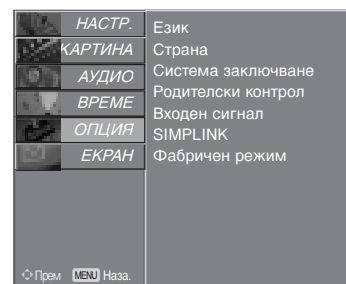 НАСТР.
КАРТИНА
АУДИО
ВРЕМЕ
ОПЦИЯ
ЕКРАН
Език
Страна
Система заключване
Родителски контрол
Входен сигнал
SIMPLINK
Фабричен режим
Прем MENU Наза.